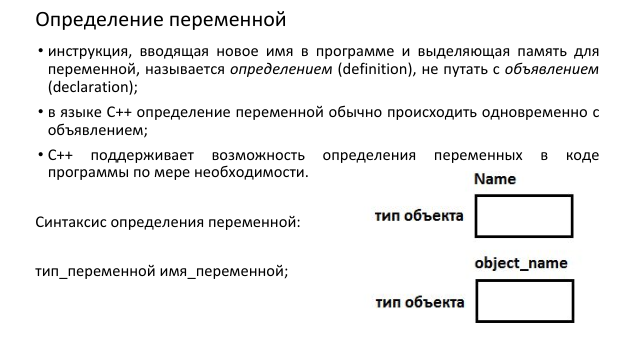 Определение переменной
• инструкция, вводящая новое имя в программе и выделяющая память для
переменной, называется определением (definition), не путать с объявлением
(declaration);
• в языке C++ определение переменной обычно происходит одновременно с
объявлением;
• C++ поддерживает возможность определения переменных в коде
программы по мере необходимости.
Name
тип объекта
Синтаксис определения переменной:
object_name
тип_переменной имя_переменной;
тип объекта